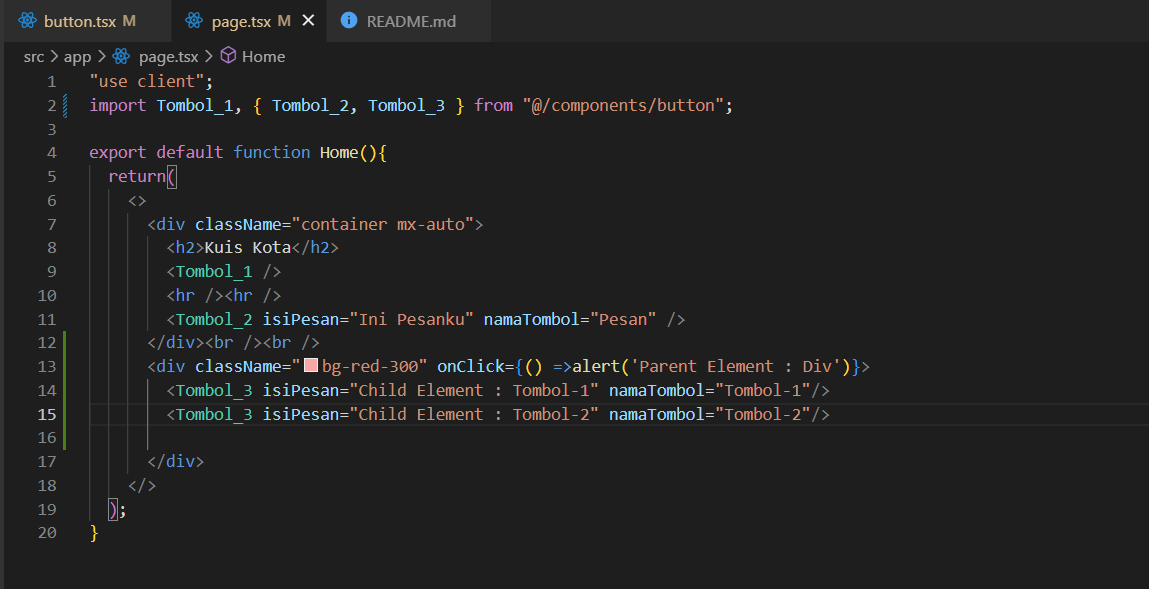 button.tsx M page.tsx M × README.md
src > app > page.tsx > Home
1 "use client";
2 import Tombol_1, { Tombol_2, Tombol_3 } from "@/components/button";
3
4 export default function Home(){
5 return(
6 <>
7 <div className="container mx-auto">
8 <h2>Kuis Kota</h2>
9 <Tombol_1 />
10 <hr /><hr />
11 <Tombol_2 isiPesan="Ini Pesanku" namaTombol="Pesan" />
12 </div><br /><br />
13 <div className="bg-red-300" onClick={() =>alert('Parent Element : Div')}>
14 <Tombol_3 isiPesan="Child Element : Tombol-1" namaTombol="Tombol-1"/>
15 <Tombol_3 isiPesan="Child Element : Tombol-2" namaTombol="Tombol-2"/>
16
17 </div>
18 </>
19 );
20 }